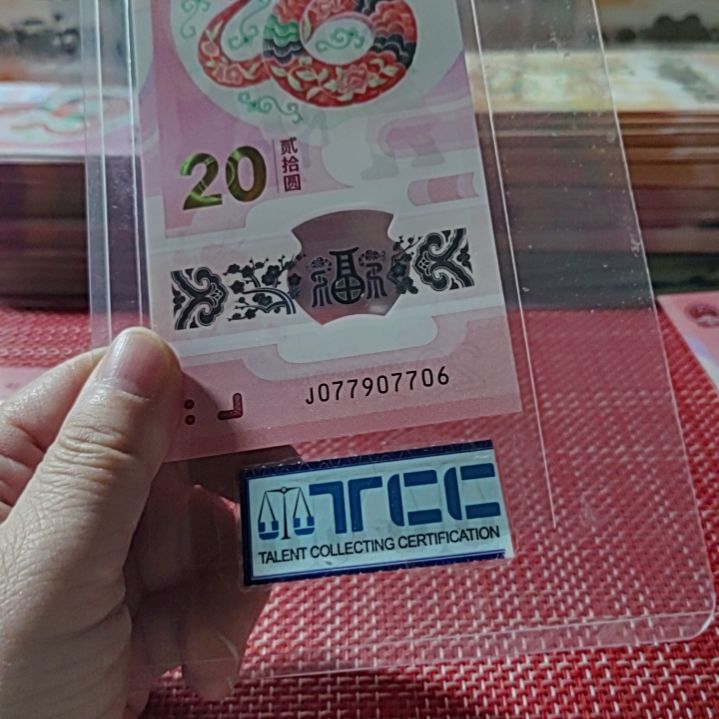 20
贰拾圆
福
J077907706
TCC
TALENT COLLECTING CERTIFICATION